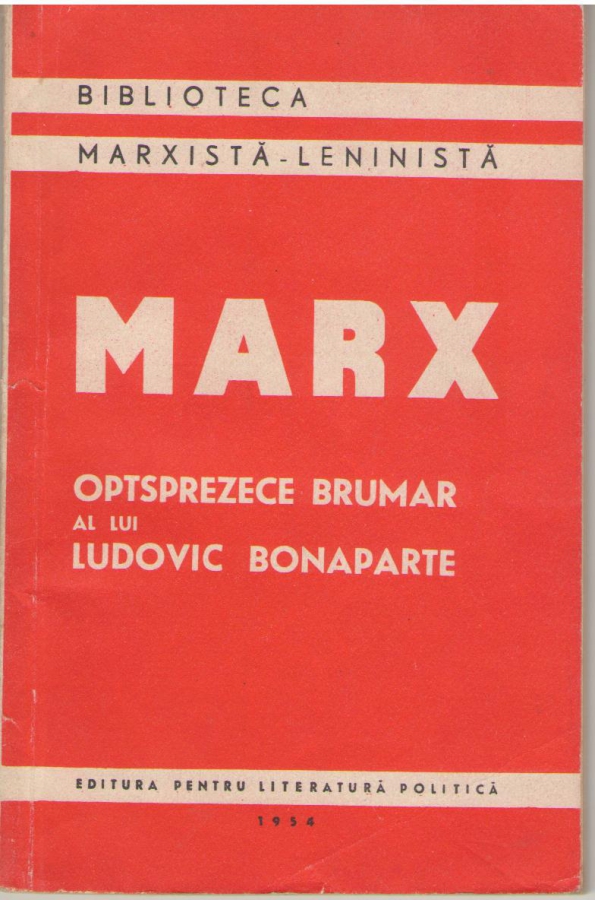 BIBLIOTECA
MARXISTĂ-LENINISTĂ
MARX
OPTSPREZECE BRUMAR
AL LUI
LUDOVIC BONAPARTE
EDITURA PENTRU LITERATURĂ POLITICĂ
1954